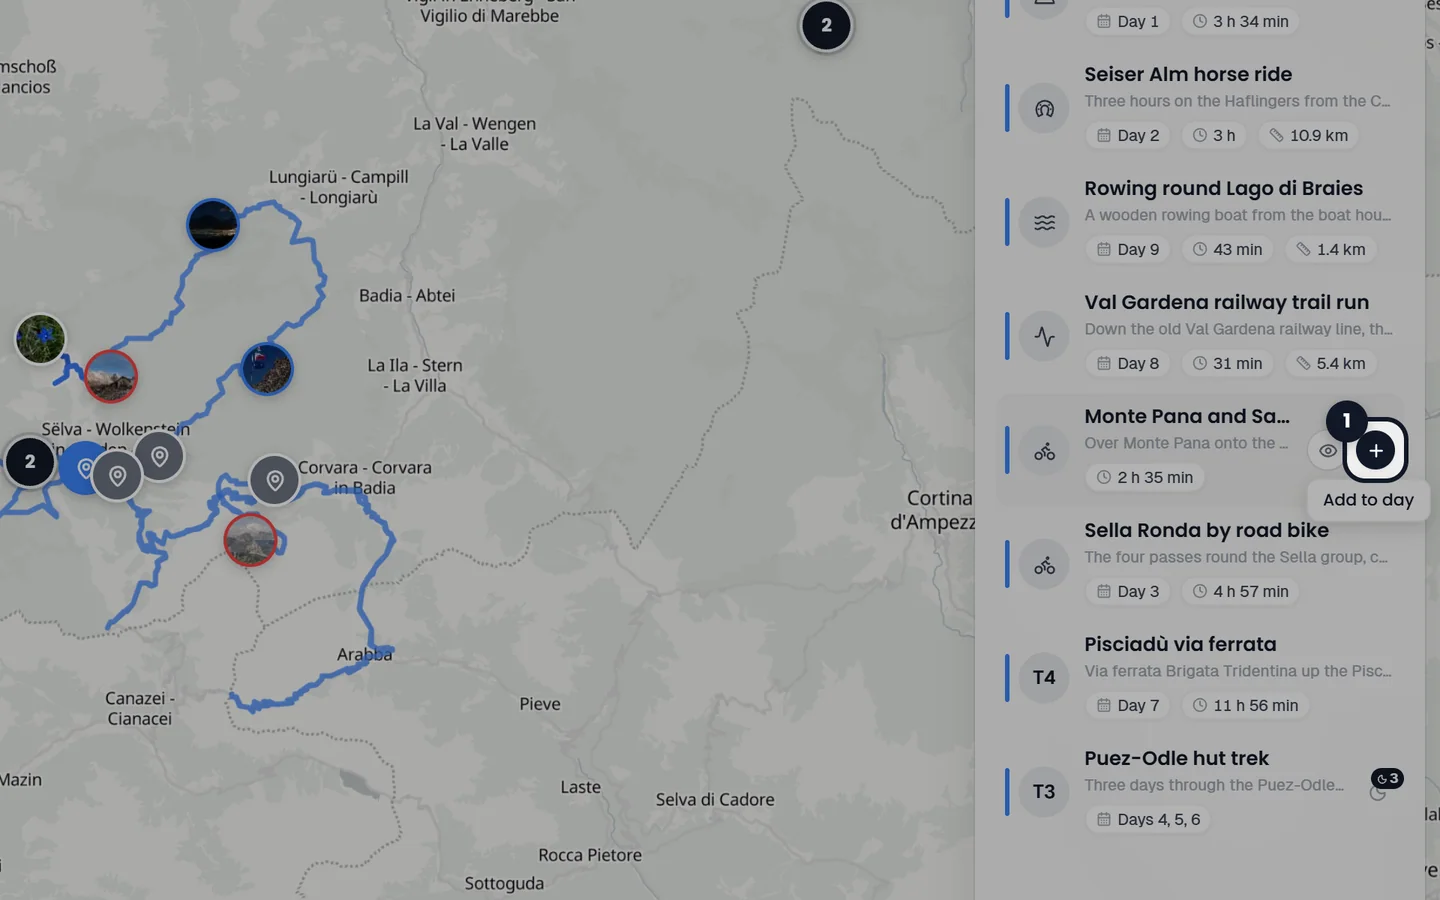 Vigilio di Marebbe
2
La Val - Wengen
- La Valle
Lungiarü - Campill
- Longiarù
Badia - Abtei
La Ila - Stern
- La Villa
Sëlva - Wolkenstein
2
Corvara - Corvara
in Badia
Cortina
Arabba
Canazei -
Cianacei
Pieve
Laste
Selva di Cadore
Rocca Pietore
Sottoguda
Day 1
3 h 34 min
Seiser Alm horse ride
Three hours on the Haflingers from the C...
Day 2
3 h
10.9 km
Rowing round Lago di Braies
A wooden rowing boat from the boat hou...
Day 9
43 min
1.4 km
Val Gardena railway trail run
Down the old Val Gardena railway line, th...
Day 8
31 min
5.4 km
Monte Pana and Sa...
Over Monte Pana onto the ...
2 h 35 min
1
Add to day
Sella Ronda by road bike
The four passes round the Sella group, c...
Day 3
4 h 57 min
T4
Pisciadù via ferrata
Via ferrata Brigata Tridentina up the Pisc...
Day 7
11 h 56 min
T3
Puez-Odle hut trek
Three days through the Puez-Odle...
3
Days 4, 5, 6